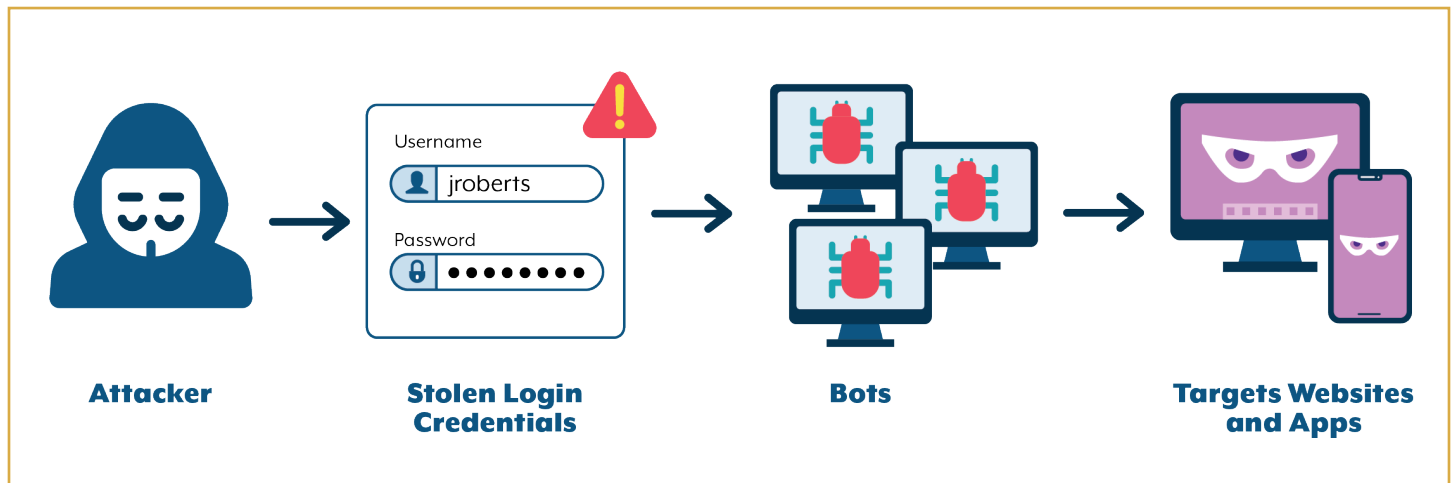 Username
jroberts
Password
Attacker
Stolen Login
Credentials
Bots
Targets Websites
and Apps